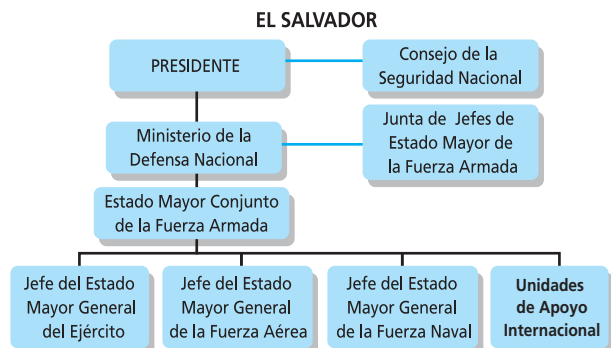 EL SALVADOR
PRESIDENTE
Consejo de la
Seguridad Nacional
Ministerio de la
Defensa Nacional
Junta de Jefes de
Estado Mayor de
la Fuerza Armada
Estado Mayor Conjunto
de la Fuerza Armada
Jefe del Estado
Mayor General
del Ejército
Jefe del Estado
Mayor General
de la Fuerza Aérea
Jefe del Estado
Mayor General
de la Fuerza Naval
Unidades
de Apoyo
Internacional